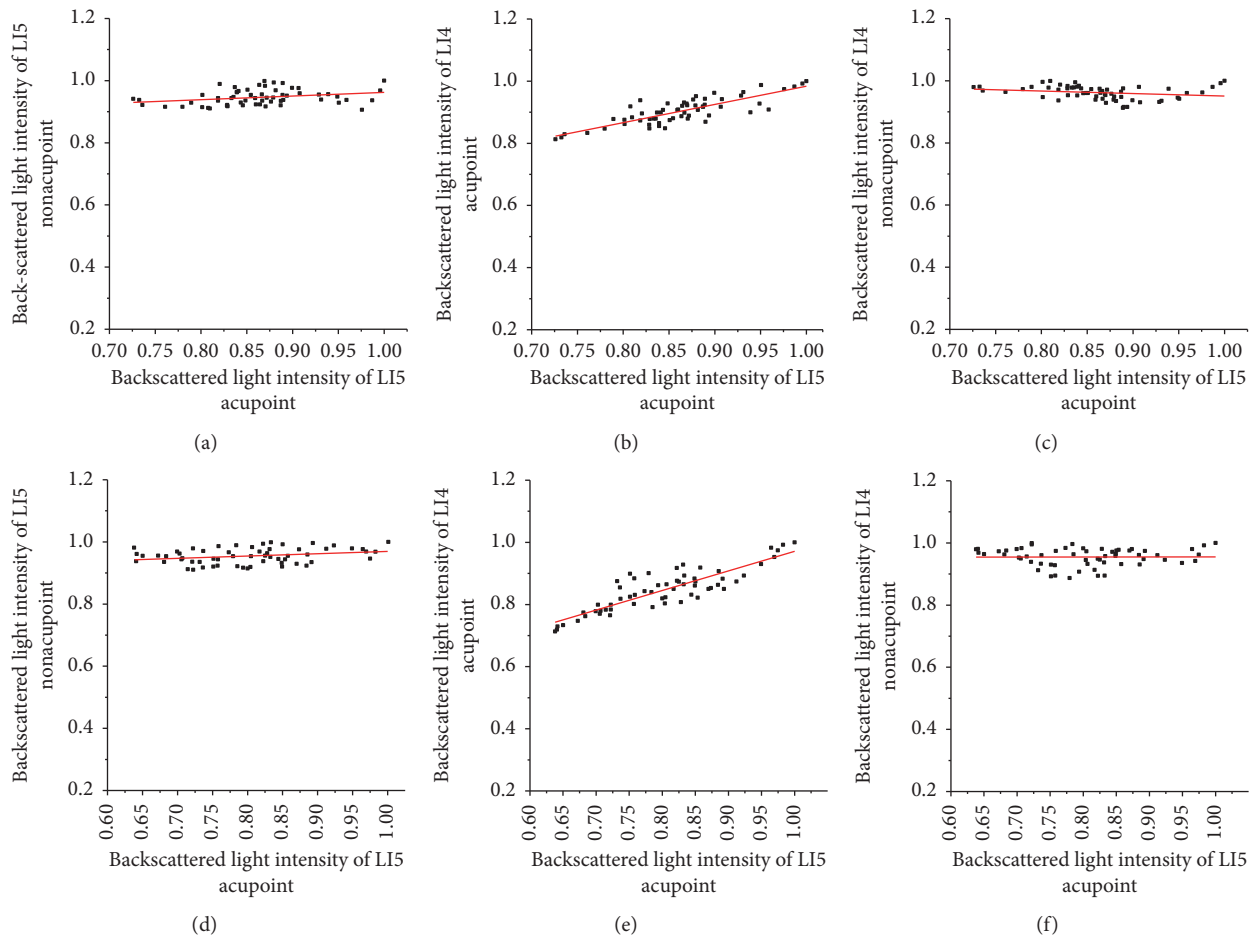 Back-scattered light intensity of LI5
nonacupoint
1.2
1.0
0.8
0.6
0.4
0.2
0.70 0.75 0.80 0.85 0.90 0.95 1.00
Backscattered light intensity of LI5
acupoint
(a)
Backscattered light intensity of LI4
acupoint
1.2
1.0
0.8
0.6
0.4
0.2
0.70 0.75 0.80 0.85 0.90 0.95 1.00
Backscattered light intensity of LI5
acupoint
(b)
Backscattered light intensity of LI4
nonacupoint
1.2
1.0
0.8
0.6
0.4
0.2
0.70 0.75 0.80 0.85 0.90 0.95 1.00
Backscattered light intensity of LI5
acupoint
(c)
Backscattered light intensity of LI5
nonacupoint
1.2
1.0
0.8
0.6
0.4
0.2
0.60 0.65 0.70 0.75 0.80 0.85 0.90 0.95 1.00
Backscattered light intensity of LI5
acupoint
(d)
Backscattered light intensity of LI4
acupoint
1.2
1.0
0.8
0.6
0.4
0.2
0.60 0.65 0.70 0.75 0.80 0.85 0.90 0.95 1.00
Backscattered light intensity of LI5
acupoint
(e)
Backscattered light intensity of LI4
nonacupoint
1.2
1.0
0.8
0.6
0.4
0.2
0.60 0.65 0.70 0.75 0.80 0.85 0.90 0.95 1.00
Backscattered light intensity of LI5
acupoint
(f)